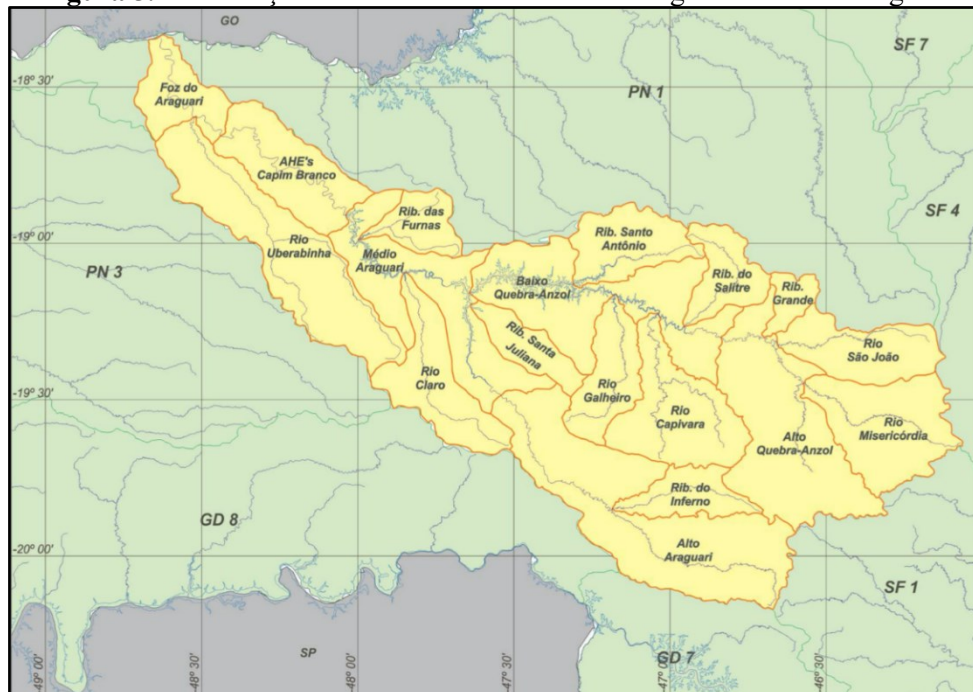 GO
SF 7
-18° 30'
Foz do
Araguari
PN 1
AHE's
Capim Branco
SF 4
Rib. das
Furnas
Rib. Santo
Antônio
-19° 00'
Rio
Uberabinha
Médio
Araguari
PN 3
Baixo
Quebra-Anzol
Rib. do
Salitre
Rib.
Grande
Rib. Santa
Juliana
Rio
São João
Rio
Claro
Rio
Galheiro
-19° 30'
Rio
Capivara
Alto
Quebra-Anzol
Rio
Misericórdia
Rib. do
Inferno
GD 8
-20° 00'
Alto
Araguari
SF 1
SP
GD 7
-49° 00'
-48° 30'
-48° 00'
-47° 30'
-47° 00'
-46° 30'